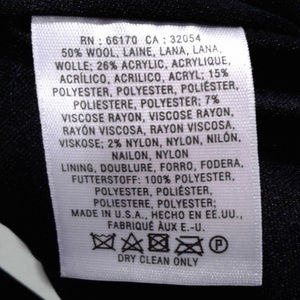 RN : 66170 CA : 32054
50% WOOL, LAINE, LANA, LANA,
WOLLE; 26% ACRYLIC, ACRYLIQUE,
ACRÍLICO, ACRILICO, ACRYL; 15%
POLYESTER, POLYESTER, POLIÉSTER,
POLIESTERE, POLYESTER; 7%
VISCOSE RAYON, VISCOSE RAYON,
RAYÓN VISCOSA, RAYON VISCOSA,
VISKOSE; 2% NYLON, NYLON, NILÓN,
NAILON, NYLON
LINING, DOUBLURE, FORRO, FODERA,
FUTTERSTOFF: 100% POLYESTER,
POLYESTER, POLIÉSTER,
POLIESTERE, POLYESTER;
MADE IN U.S.A., HECHO EN EE.UU.,
FABRIQUÉ ÀUX E.-U.
P
DRY CLEAN ONLY